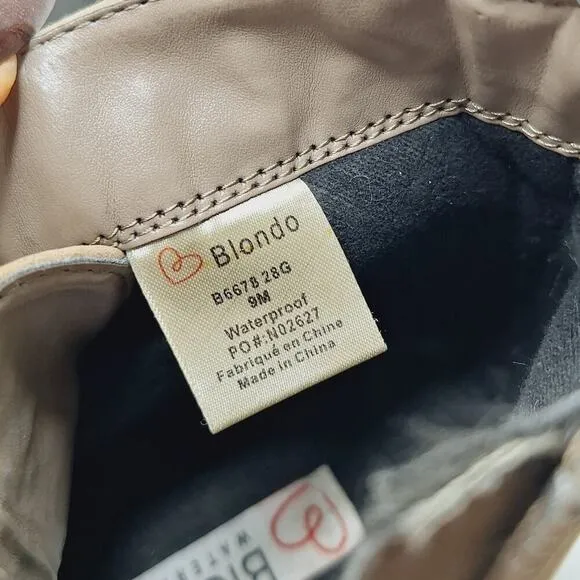 Blondo
B6678 28G
9M
Waterproof
PO#:N02627
Fabriqué en Chine
Made in China